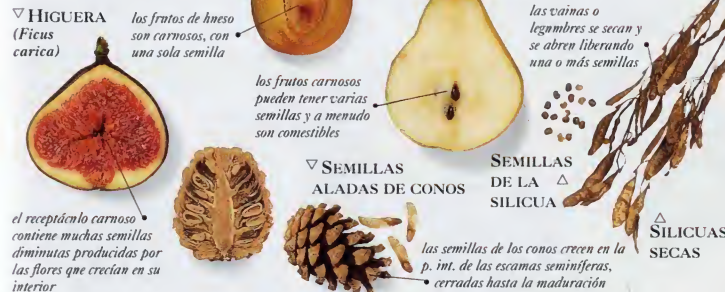 ▽ HIGUERA
(Ficus
carica)
los frutos de hueso
son carnosos, con
una sola semilla
los frutos carnosos
pueden tener varias
semillas y a menudo
son comestibles
las vainas o
legumbres se secan y
se abren liberando
una o más semillas
el receptáculo carnoso
contiene muchas semillas
diminutas producidas por
las flores que crecían en su
interior
▽ SEMILLAS
ALADAS DE CONOS
las semillas de los conos crecen en la
p. int. de las escamas seminíferas,
cerradas hasta la maduración
SEMILLAS
DE LA △
SILICUA
△
SILICUAS
SECAS